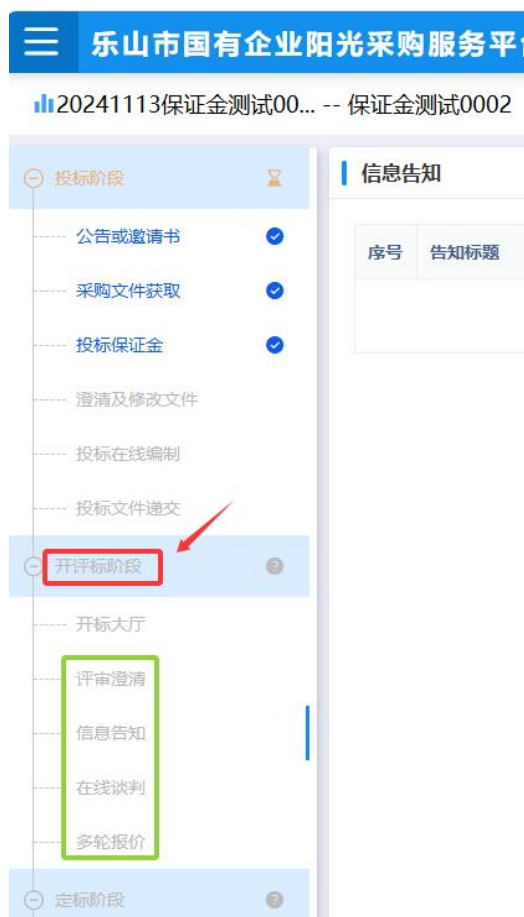 乐山市国有企业阳光采购服务平
20241113保证金测试00... -- 保证金测试0002
投标阶段
公告或邀请书
采购文件获取
投标保证金
澄清及修改文件
投标在线编制
投标文件递交
开评标阶段
开标大厅
评审澄清
信息告知
在线谈判
多轮报价
定标阶段
信息告知
序号 告知标题